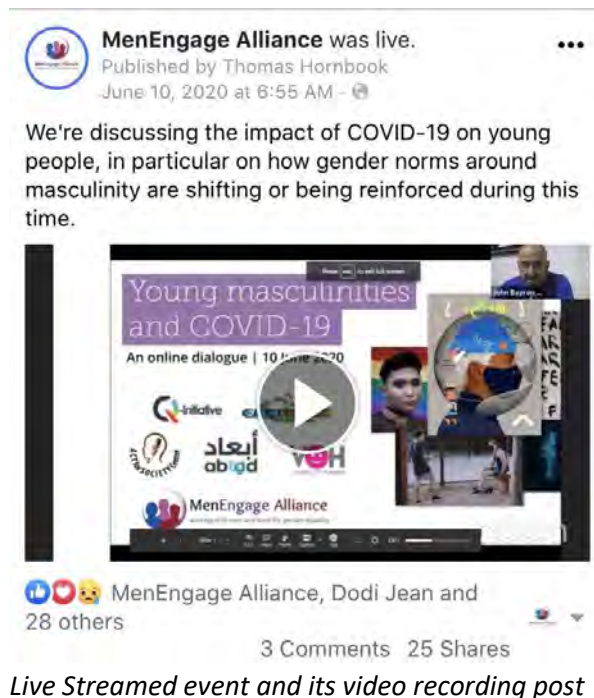 MenEngage Alliance was live.
Published by Thomas Hornbook
June 10, 2020 at 6:55 AM -
We're discussing the impact of COVID-19 on young
people, in particular on how gender norms around
masculinity are shifting or being reinforced during this
time.
Young masculinities
and COVID-19
An online dialogue | 10 June 2020
Initiative
أبعاد
abaad
MenEngage Alliance
MenEngage Alliance, Dodi Jean and
28 others
3 Comments 25 Shares
Live Streamed event and its video recording post